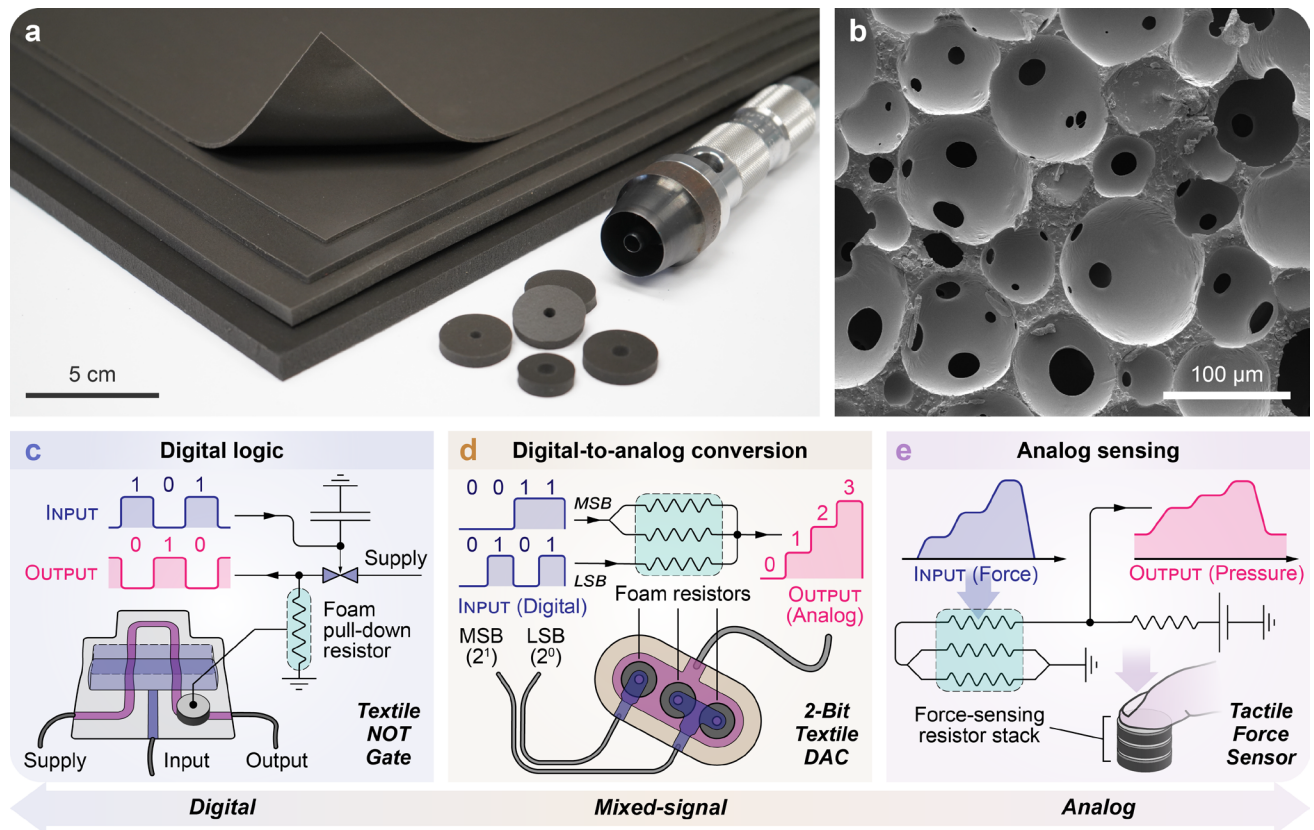 a
5 cm
b
100 µm
c
Digital logic
1 0 1
INPUT
0 1 0
OUTPUT
Supply
Foam
pull-down
resistor
Supply
Input
Output
Textile
NOT
Gate
d
Digital-to-analog conversion
0 0 1 1
MSB
0 1 0 1
LSB
INPUT (Digital)
0
1
2
3
OUTPUT
(Analog)
Foam resistors
MSB
(2¹)
LSB
(2⁰)
2-Bit
Textile
DAC
e
Analog sensing
INPUT (Force)
OUTPUT (Pressure)
Force-sensing
resistor stack
Tactile
Force
Sensor
Digital
Mixed-signal
Analog